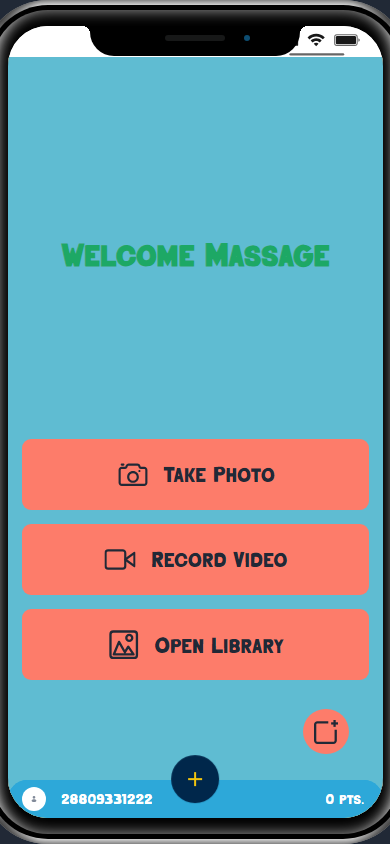 Welcome Massage
Take Photo
Record Video
Open Library
28809331222
0 pts.